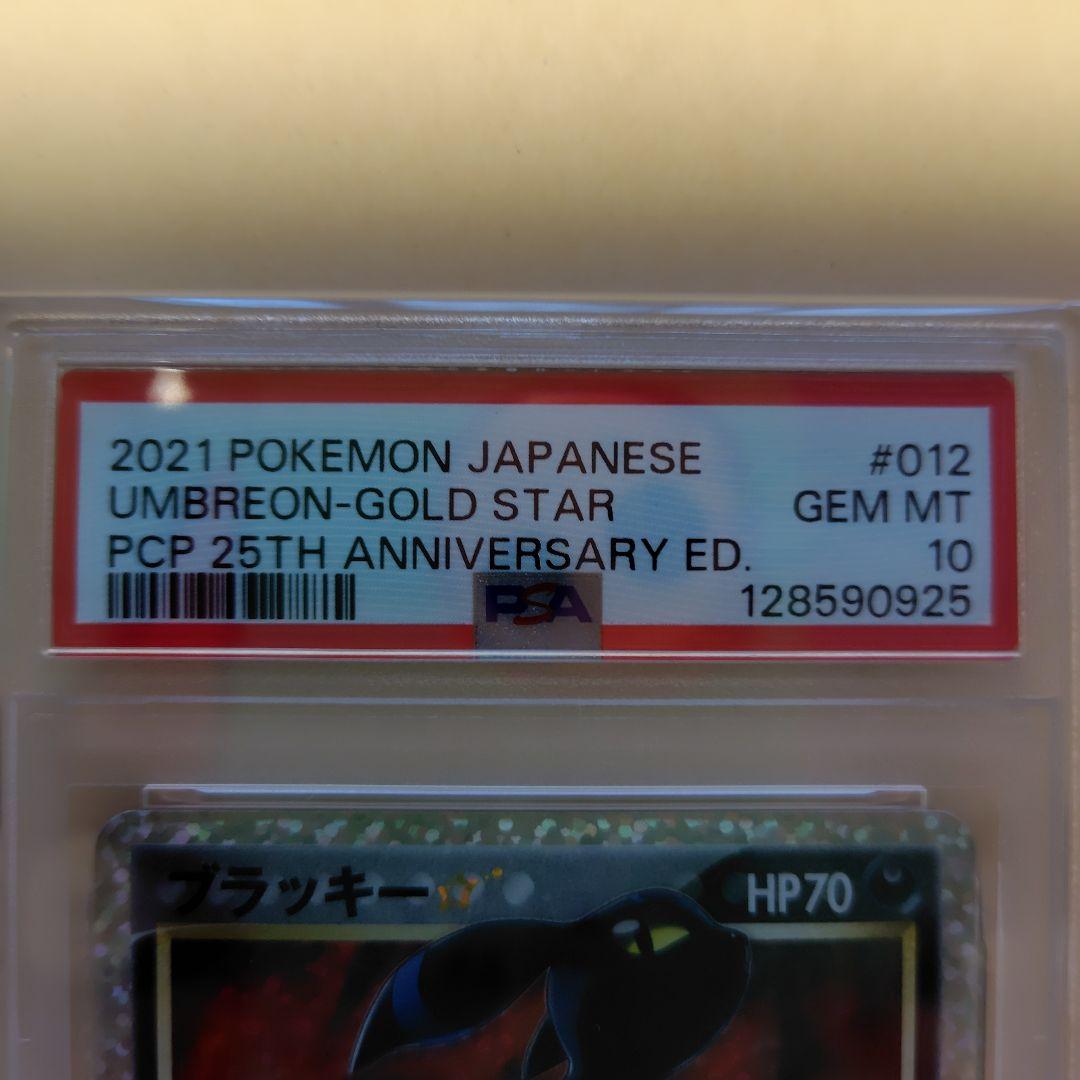 2021 POKEMON JAPANESE #012
UMBREON-GOLD STAR GEM MT
PCP 25TH ANNIVERSARY ED. 10
PSA 128590925
ブラッキー☆ HP70